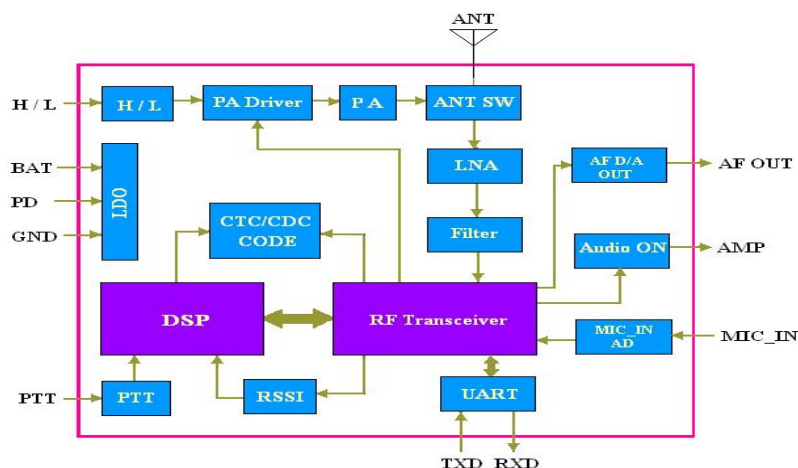 ANT
H / L
H / L
PA Driver
P A
ANT SW
BAT
PD
GND
LDO
LNA
AF D/A
OUT
AF OUT
CTC/CDC
CODE
Filter
Audio ON
AMP
DSP
RF Transceiver
MIC_IN
AD
MIC_IN
PTT
PTT
RSSI
UART
TXD RXD